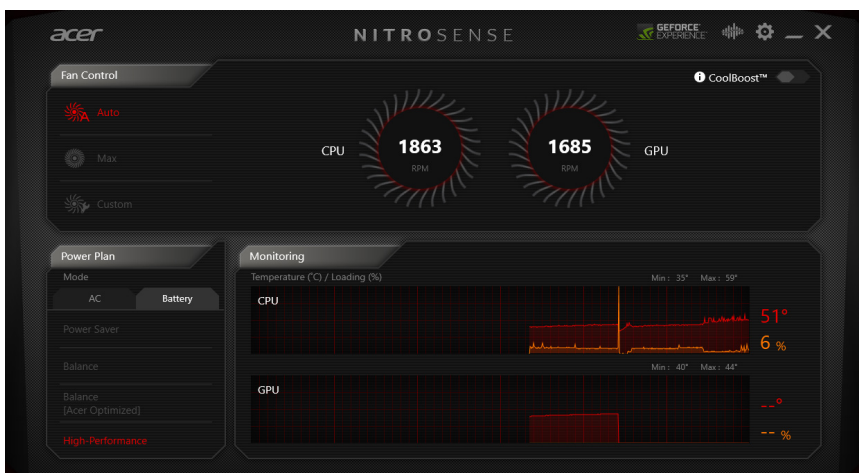 acer NITROSENSE GEFORCE EXPERIENCE
Fan Control
CoolBoost™
Auto
Max
Custom
CPU 1863 RPM
1685 RPM GPU
Power Plan
Mode
AC Battery
Power Saver
Balance
Balance
[Acer Optimized]
High-Performance
Monitoring
Temperature (°C) / Loading (%) Min : 35° Max : 59°
CPU
51°
6 %
Min : 40° Max : 44°
GPU
--°
-- %